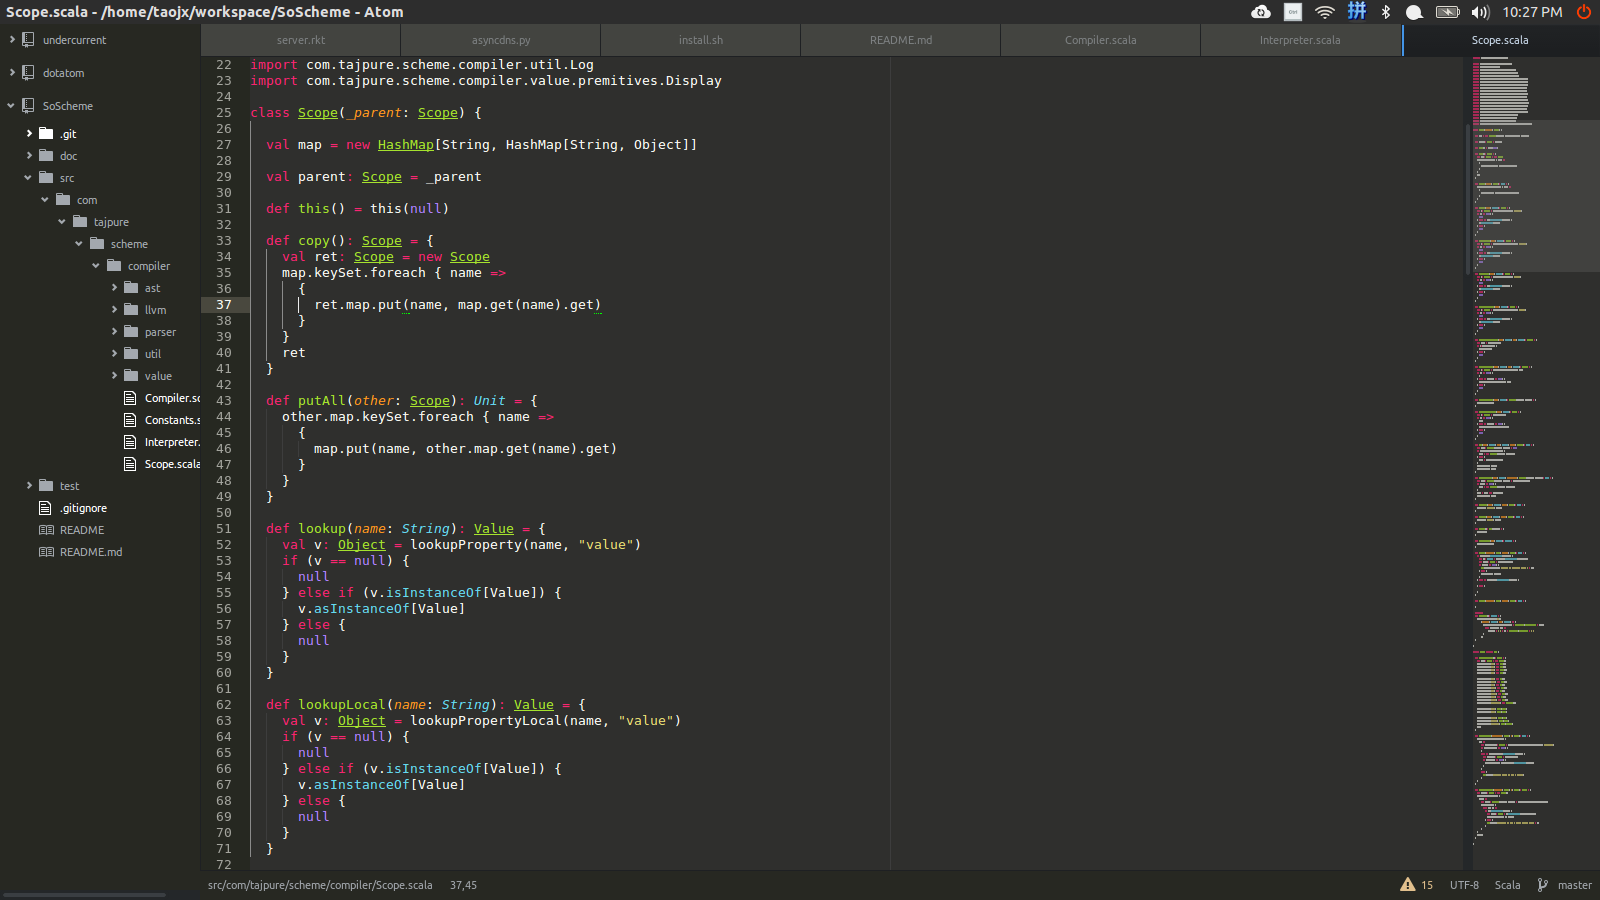 Scope.scala - /home/taojx/workspace/SoScheme - Atom
拼
10:27 PM
undercurrent
dotatom
SoScheme
.git
doc
src
com
tajpure
scheme
compiler
ast
llvm
parser
util
value
Compiler.sc
Constants.s
Interpreter.
Scope.scala
test
.gitignore
README
README.md
server.rkt
asyncdns.py
install.sh
README.md
Compiler.scala
Interpreter.scala
Scope.scala
22 import com.tajpure.scheme.compiler.util.Log
23 import com.tajpure.scheme.compiler.value.premitives.Display
24
25 class Scope(_parent: Scope) {
26
27 val map = new HashMap[String, HashMap[String, Object]]
28
29 val parent: Scope = _parent
30
31 def this() = this(null)
32
33 def copy(): Scope = {
34 val ret: Scope = new Scope
35 map.keySet.foreach { name =>
36 {
37 ret.map.put(name, map.get(name).get)
38 }
39 }
40 ret
41 }
42
43 def putAll(other: Scope): Unit = {
44 other.map.keySet.foreach { name =>
45 {
46 map.put(name, other.map.get(name).get)
47 }
48 }
49 }
50
51 def lookup(name: String): Value = {
52 val v: Object = lookupProperty(name, "value")
53 if (v == null) {
54 null
55 } else if (v.isInstanceOf[Value]) {
56 v.asInstanceOf[Value]
57 } else {
58 null
59 }
60 }
61
62 def lookupLocal(name: String): Value = {
63 val v: Object = lookupPropertyLocal(name, "value")
64 if (v == null) {
65 null
66 } else if (v.isInstanceOf[Value]) {
67 v.asInstanceOf[Value]
68 } else {
69 null
70 }
71 }
72
src/com/tajpure/scheme/compiler/Scope.scala 37,45
15 UTF-8 Scala master